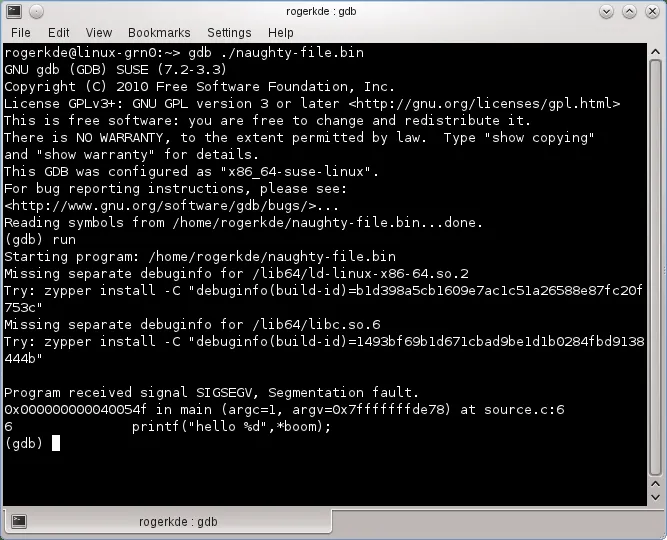 rogerkde : gdb
File Edit View Bookmarks Settings Help
rogerkde@linux-grn0:~> gdb ./naughty-file.bin
GNU gdb (GDB) SUSE (7.2-3.3)
Copyright (C) 2010 Free Software Foundation, Inc.
License GPLv3+: GNU GPL version 3 or later <http://gnu.org/licenses/gpl.html>
This is free software: you are free to change and redistribute it.
There is NO WARRANTY, to the extent permitted by law.  Type "show copying"
and "show warranty" for details.
This GDB was configured as "x86_64-suse-linux".
For bug reporting instructions, please see:
<http://www.gnu.org/software/gdb/bugs/>...
Reading symbols from /home/rogerkde/naughty-file.bin...done.
(gdb) run
Starting program: /home/rogerkde/naughty-file.bin
Missing separate debuginfo for /lib64/ld-linux-x86-64.so.2
Try: zypper install -C "debuginfo(build-id)=b1d398a5cb1609e7ac1c51a26588e87fc20f
753c"
Missing separate debuginfo for /lib64/libc.so.6
Try: zypper install -C "debuginfo(build-id)=1493bf69b1d671cbad9be1d1b0284fbd9138
444b"
Program received signal SIGSEGV, Segmentation fault.
0x000000000040054f in main (argc=1, argv=0x7fffffffde78) at source.c:6
6               printf("hello %d",*boom);
(gdb)
rogerkde : gdb